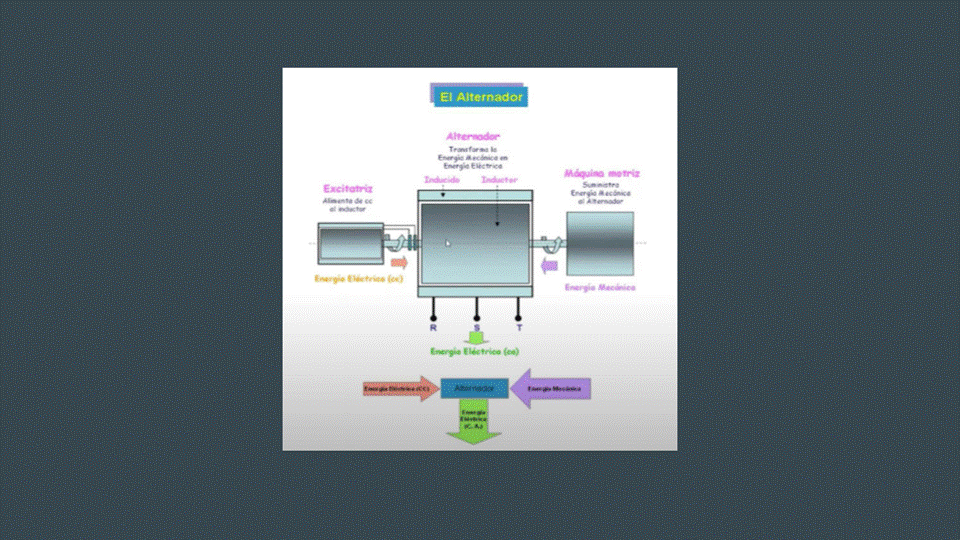 El Alternador
Alternador
Transforma la
Energía Mecánica en
Energía Eléctrica
Inducido
Inductor
Excitatriz
Alimenta de cc
al inductor
Máquina motriz
Suministra
Energía Mecánica
al Alternador
Energía Eléctrica (cc)
Energía Mecánica
R
S
T
Energía Eléctrica (ca)
Energía Eléctrica (CC)
Alternador
Energía Mecánica
Energía
Eléctrica
(C. A.)